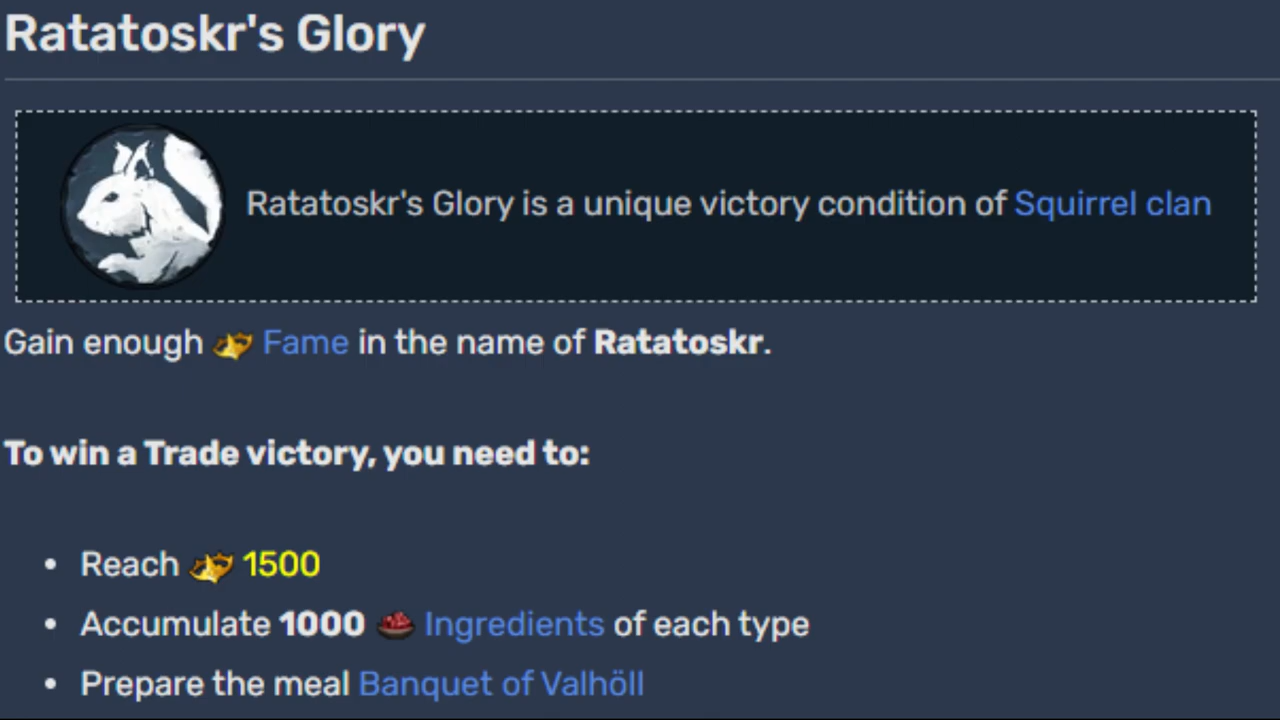 Ratatoskr's Glory
Ratatoskr's Glory is a unique victory condition of Squirrel clan
Gain enough Fame in the name of Ratatoskr.
To win a Trade victory, you need to:
• Reach 1500
• Accumulate 1000 Ingredients of each type
• Prepare the meal Banquet of Valhöll